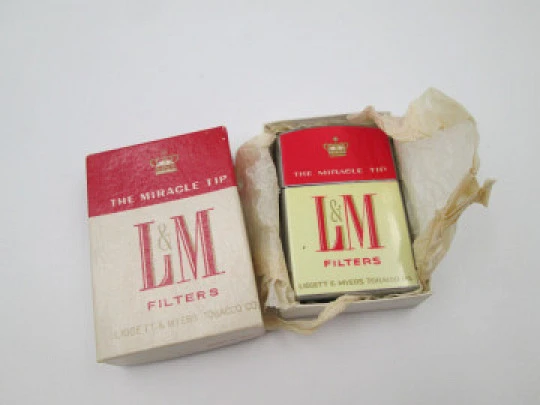 THE MIRACLE TIP
L&M
FILTERS
LIGGETT & MYERS TOBACCO CO
THE MIRACLE TIP
L&M
FILTERS
LIGGETT & MYERS TOBACCO CO